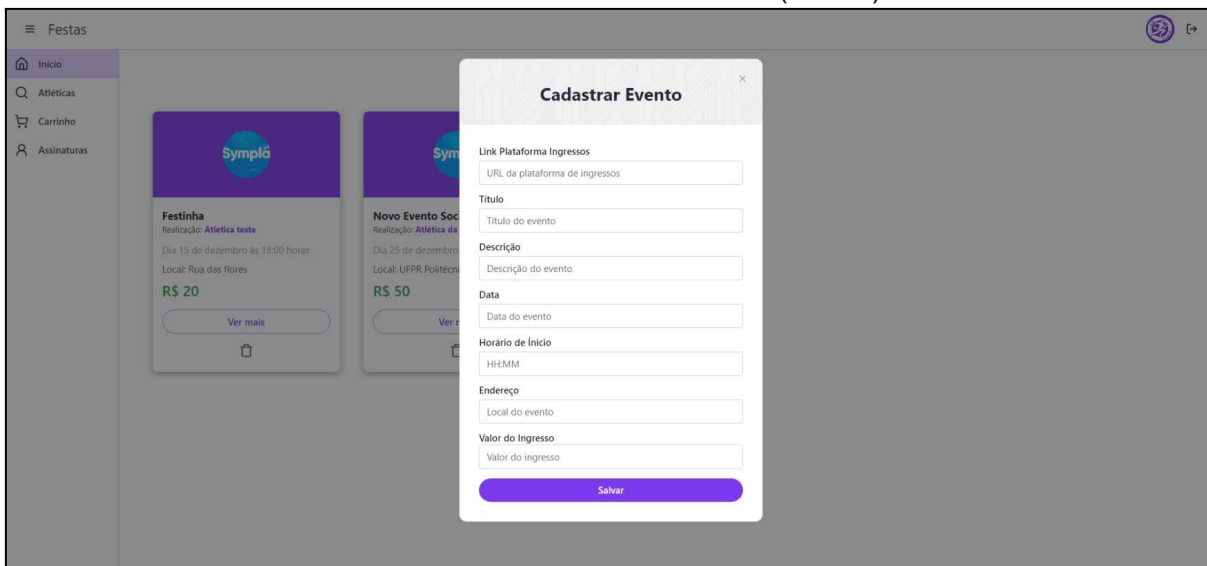 Festas
Início
Atléticas
Carrinho
Assinaturas
Symplá
Festinha
Realização: Atletica teste
Dia 15 de dezembro às 18:00 horas
Local: Rua das flores
R$ 20
Ver mais
Sym
Novo Evento Soc
Realização: Atlética da
Dia 25 de dezembro
Local: UFPR Politécni
R$ 50
Ver
Cadastrar Evento
Link Plataforma Ingressos
URL da plataforma de ingressos
Título
Título do evento
Descrição
Descrição do evento
Data
Data do evento
Horário de Ínicio
HH:MM
Endereço
Local do evento
Valor do Ingresso
Valor do ingresso
Salvar